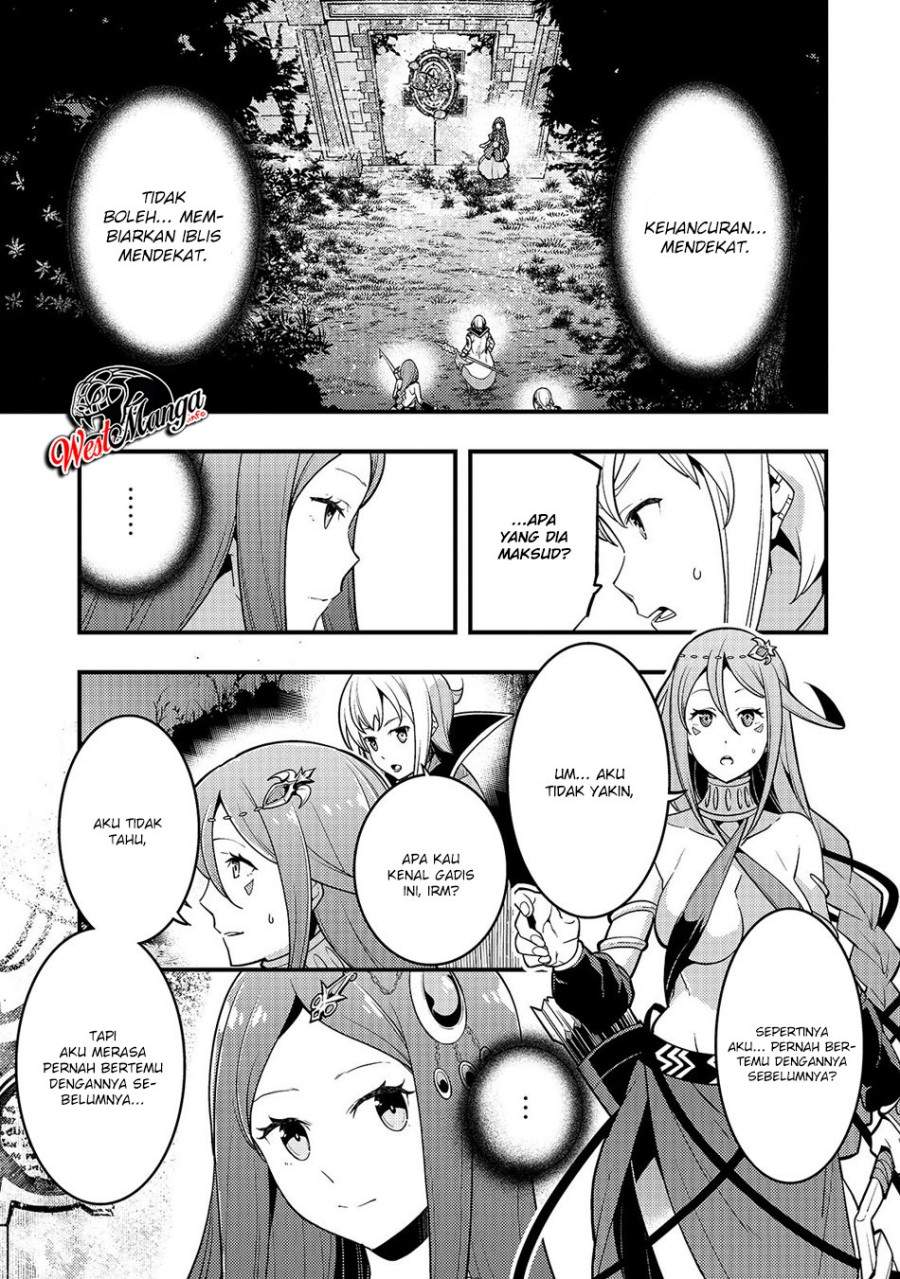 KEHANCURAN...
MENDEKAT.
TIDAK
BOLEH... MEM-
BIARKAN IBLIS
MENDEKAT.
WestManga
.info
...APA
YANG DIA
MAKSUD?
......
UM... AKU
TIDAK YAKIN,
APA KAU
KENAL GADIS
INI, IRM?
AKU TIDAK
TAHU,
SEPERTINYA
AKU... PERNAH BER-
TEMU DENGANNYA
SEBELUMNYA?
...
TAPI
AKU MERASA
PERNAH BERTEMU
DENGANNYA SE-
BELUMNYA...